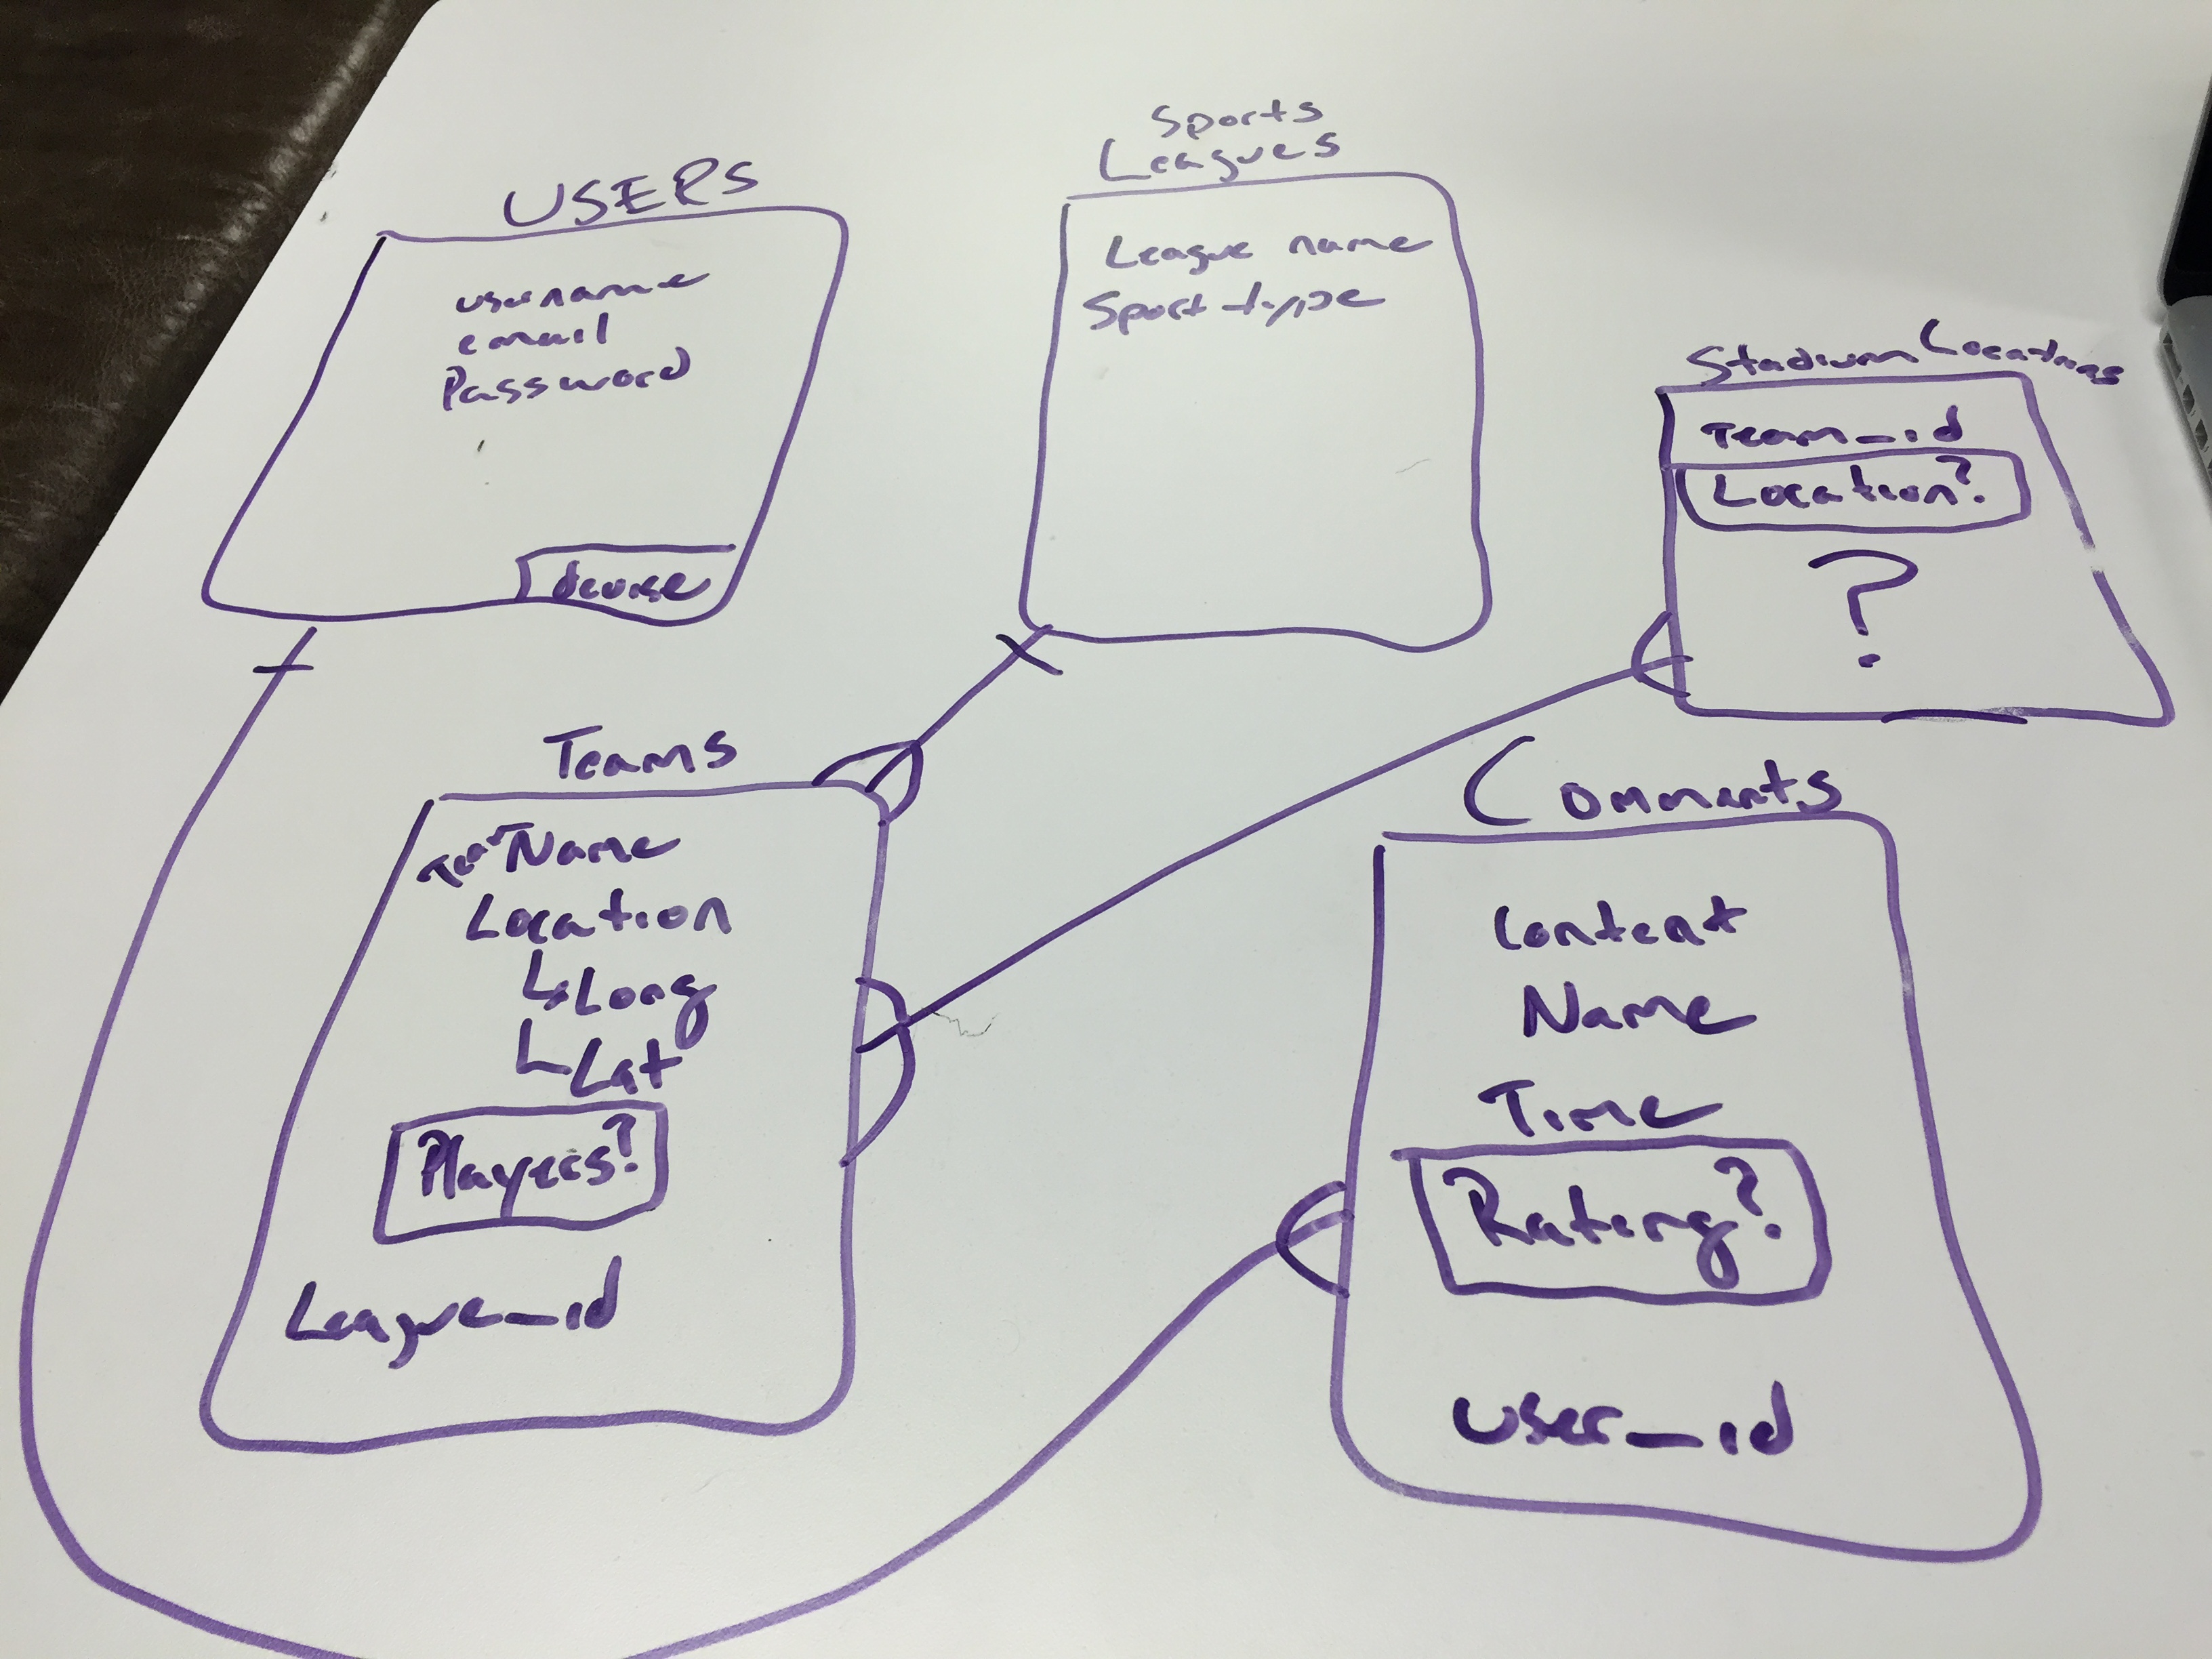 USERS
username
email
Password
devise
Sports
Leagues
League name
Sport type
Stadium Locations
Team_id
Location?
?
Teams
Name
Location
Long
Lat
Players?
League_id
Comments
Content
Name
Time
Rating?
user_id